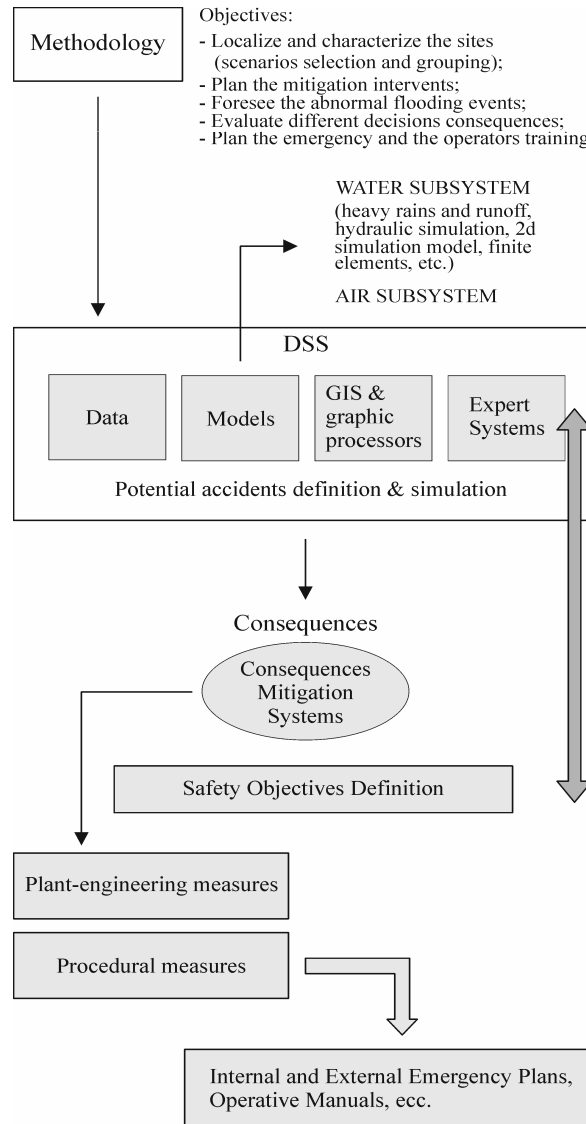 Methodology
Objectives:
- Localize and characterize the sites
(scenarios selection and grouping);
- Plan the mitigation intervents;
- Foresee the abnormal flooding events;
- Evaluate different decisions consequences;
- Plan the emergency and the operators training
WATER SUBSYSTEM
(heavy rains and runoff,
hydraulic simulation, 2d
simulation model, finite
elements, etc.)
AIR SUBSYSTEM
DSS
Data
Models
GIS &
graphic
processors
Expert
Systems
Potential accidents definition & simulation
Consequences
Consequences
Mitigation
Systems
Safety Objectives Definition
Plant-engineering measures
Procedural measures
Internal and External Emergency Plans,
Operative Manuals, ecc.